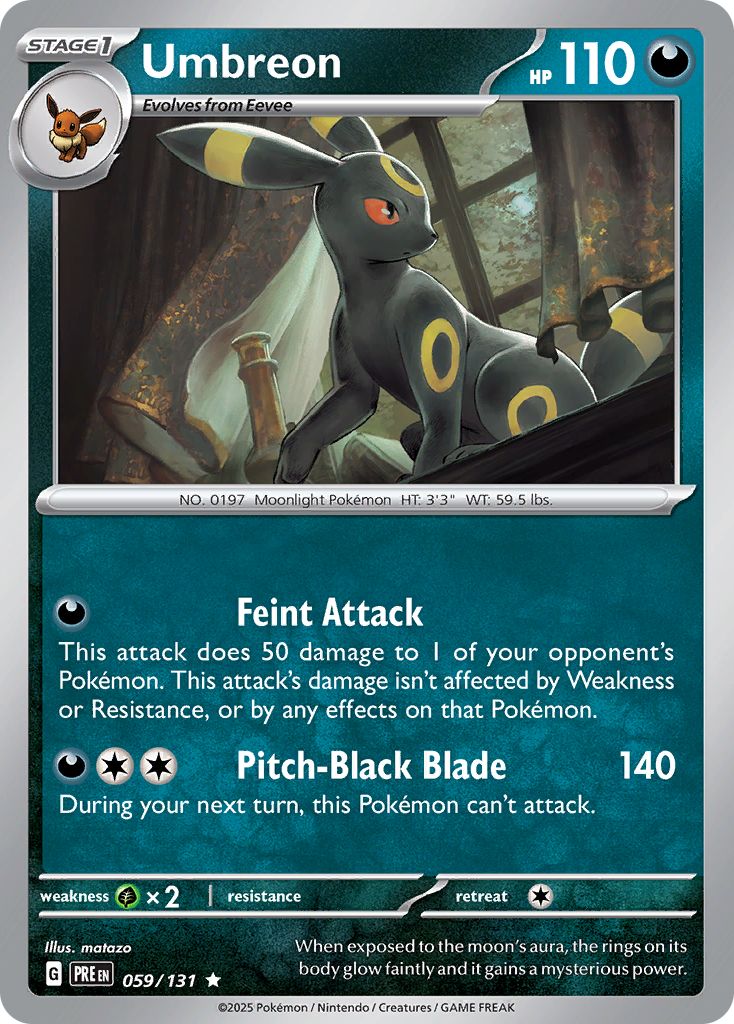 STAGE 1
Umbreon
HP 110
Evolves from Eevee
NO. 0197 Moonlight Pokémon HT: 3'3" WT: 59.5 lbs.
Feint Attack
This attack does 50 damage to 1 of your opponent's
Pokémon. This attack's damage isn't affected by Weakness
or Resistance, or by any effects on that Pokémon.
Pitch-Black Blade 140
During your next turn, this Pokémon can't attack.
weakness ×2 resistance retreat
Illus. matazo
When exposed to the moon's aura, the rings on its
body glow faintly and it gains a mysterious power.
G PRE EN 059/131 ★
©2025 Pokémon / Nintendo / Creatures / GAME FREAK